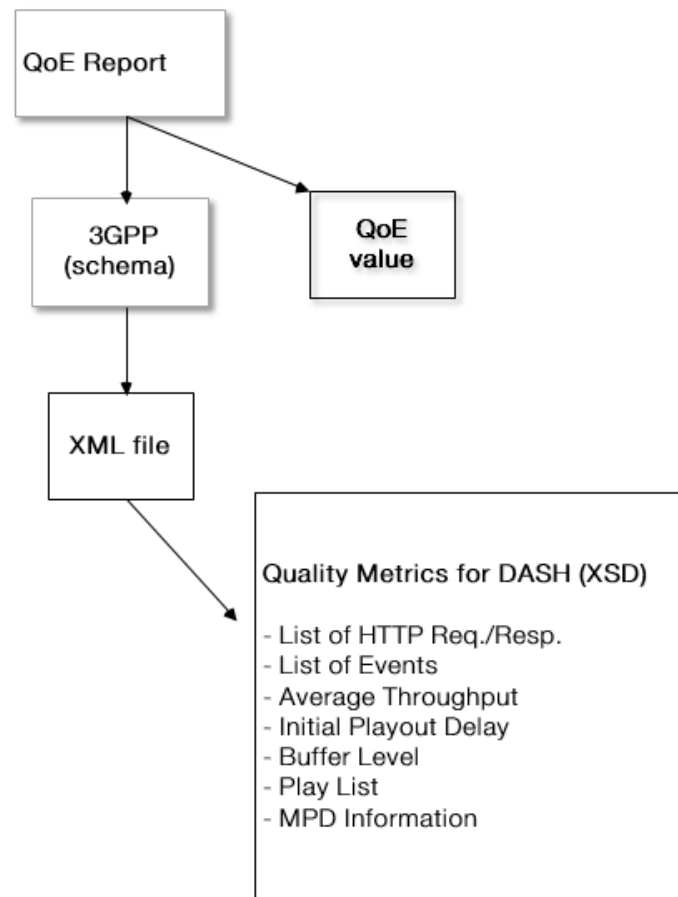 QoE Report
3GPP
(schema)
QoE
value
XML file
Quality Metrics for DASH (XSD)
- List of HTTP Req./Resp.
- List of Events
- Average Throughput
- Initial Playout Delay
- Buffer Level
- Play List
- MPD Information